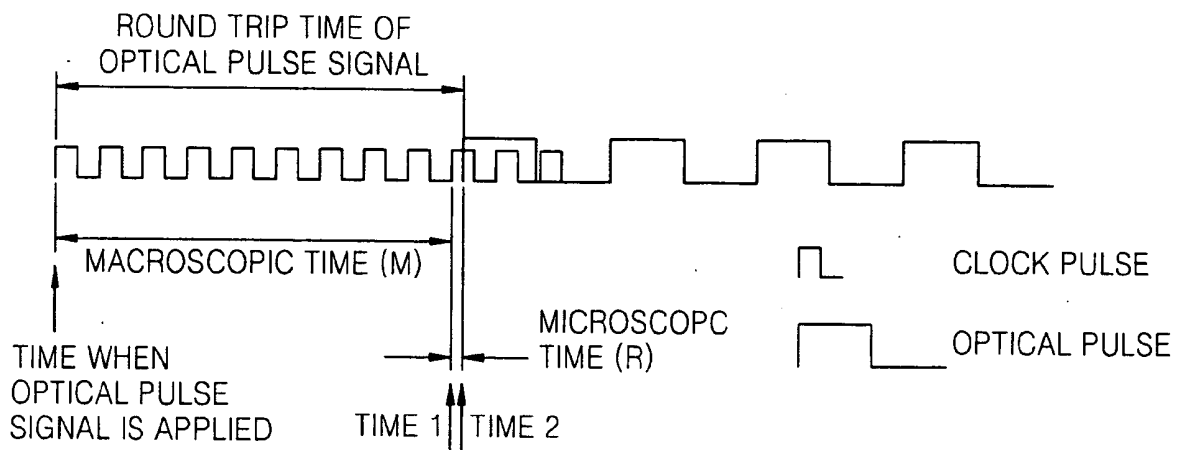 ROUND TRIP TIME OF
OPTICAL PULSE SIGNAL
MACROSCOPIC TIME (M)
CLOCK PULSE
MICROSCOPC
TIME (R)
OPTICAL PULSE
TIME WHEN
OPTICAL PULSE
SIGNAL IS APPLIED
TIME 1
TIME 2